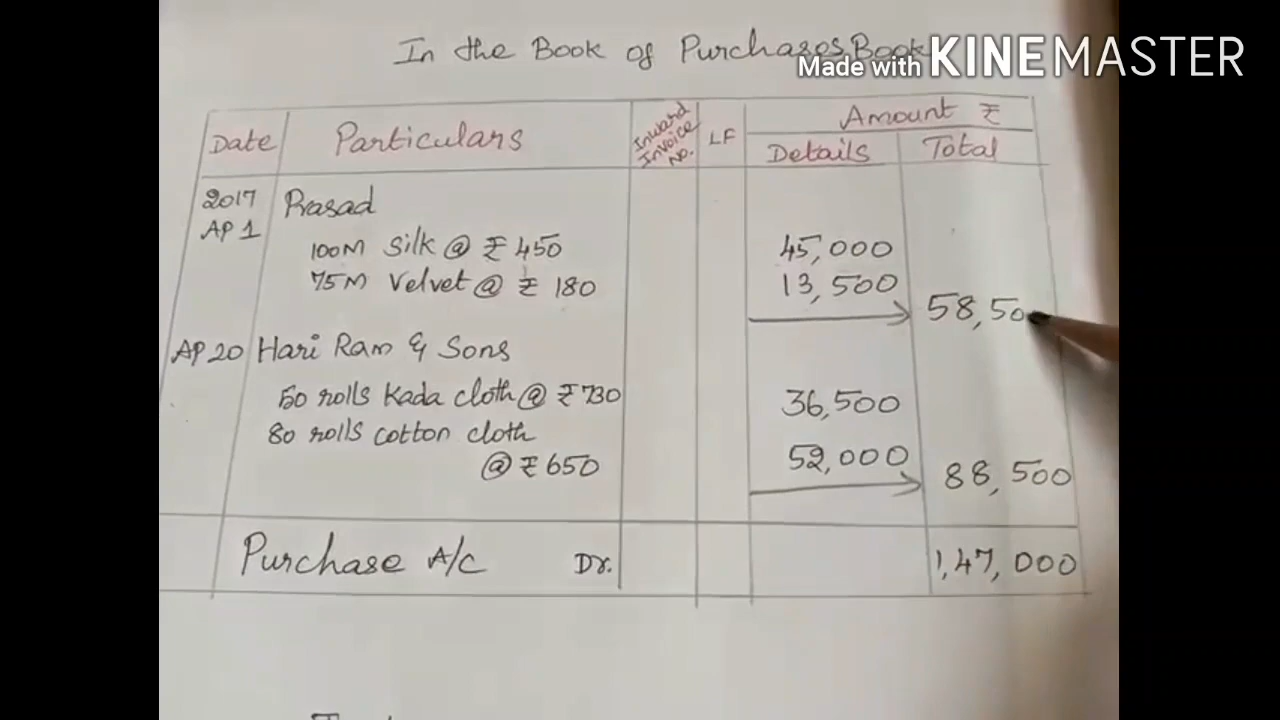 In the Book of Purchases Book
Made with KINEMASTER
Date Particulars Inward Invoice No. LF Amount ₹
Details Total
2017
AP 1 Prasad
100M Silk @ ₹ 450 45,000
75M Velvet @ ₹ 180 13,500
58,50
AP 20 Hari Ram & Sons
50 rolls Kada cloth @ ₹ 730 36,500
80 rolls cotton cloth
@ ₹ 650 52,000
88,500
Purchase A/c Dr. 1,47,000